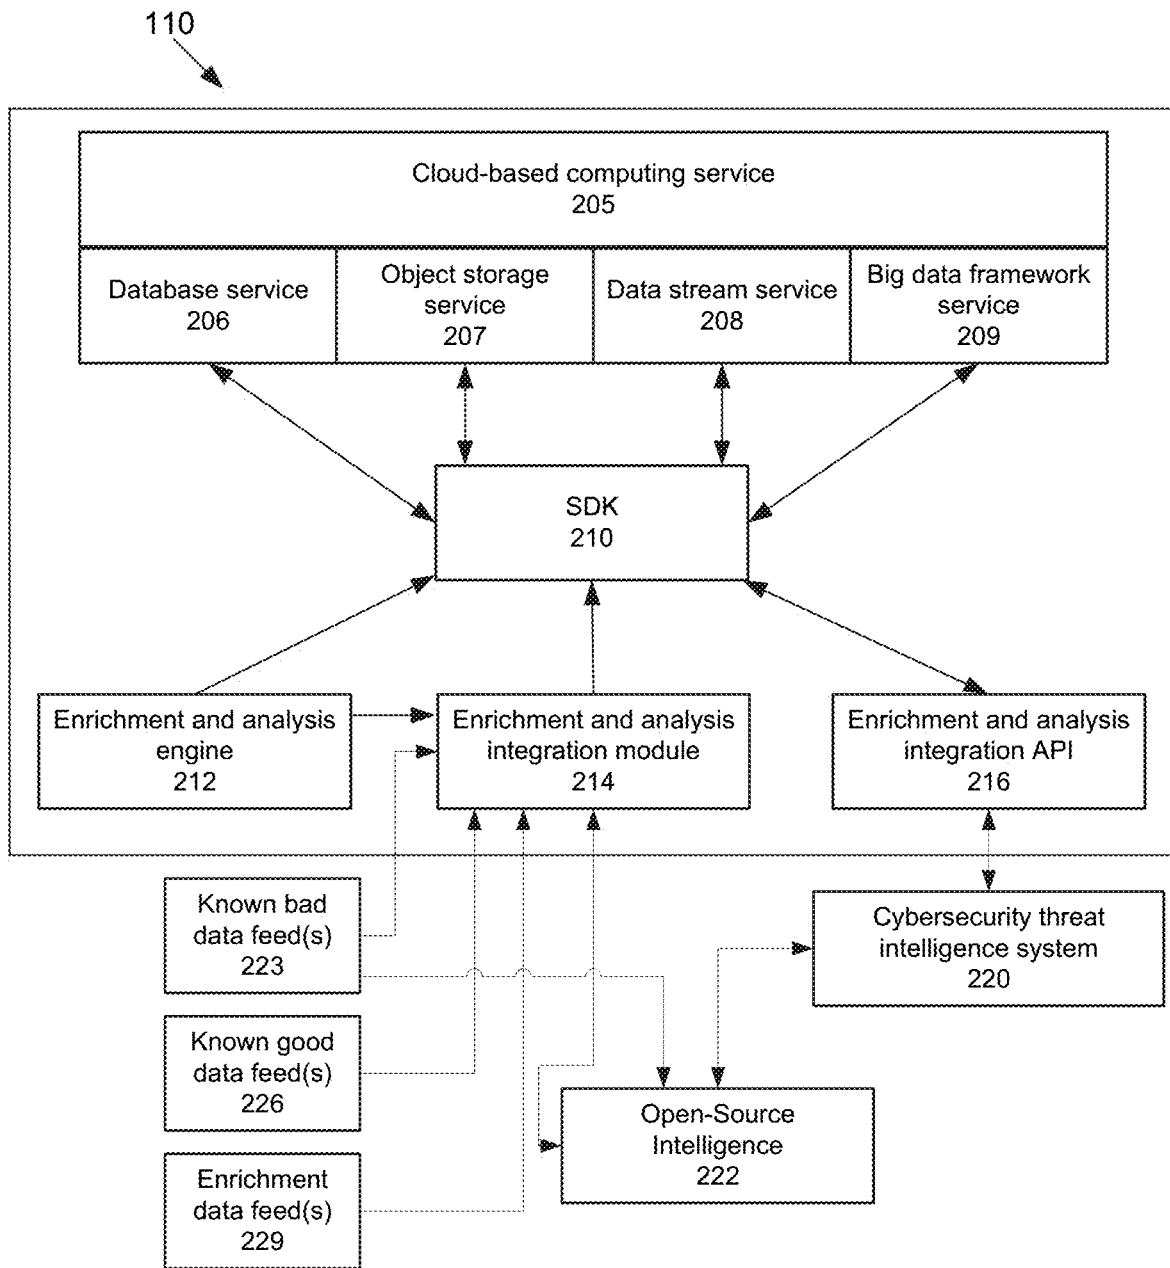 110
Cloud-based computing service
205
Database service
206
Object storage
service
207
Data stream service
208
Big data framework
service
209
SDK
210
Enrichment and analysis
engine
212
Enrichment and analysis
integration module
214
Enrichment and analysis
integration API
216
Known bad
data feed(s)
223
Cybersecurity threat
intelligence system
220
Known good
data feed(s)
226
Open-Source
Intelligence
222
Enrichment
data feed(s)
229